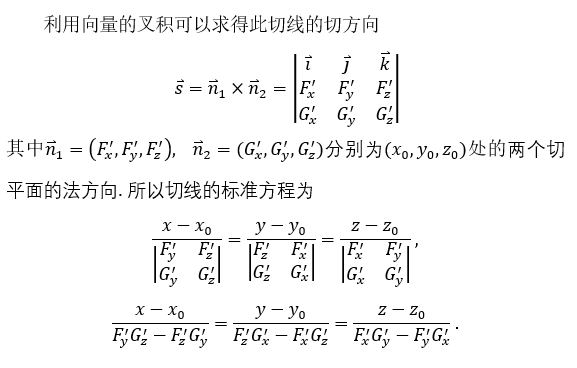 利用向量的叉积可以求得此切线的切方向
s⃗ = n⃗₁ × n⃗₂ = | i⃗ j⃗ k⃗ |
| F′ₓ F′ᵧ F′_z |
| G′ₓ G′ᵧ G′_z |
其中n⃗₁ = (F′ₓ, F′ᵧ, F′_z), n⃗₂ = (G′ₓ, G′ᵧ, G′_z)分别为(x₀, y₀, z₀)处的两个切
平面的法方向. 所以切线的标准方程为
(x − x₀) / |F′ᵧ F′_z; G′ᵧ G′_z| = (y − y₀) / |F′_z F′ₓ; G′_z G′ₓ| = (z − z₀) / |F′ₓ F′ᵧ; G′ₓ G′ᵧ| ,
(x − x₀) / (F′ᵧG′_z − F′_zG′ᵧ) = (y − y₀) / (F′_zG′ₓ − F′ₓG′_z) = (z − z₀) / (F′ₓG′ᵧ − F′ᵧG′ₓ) .